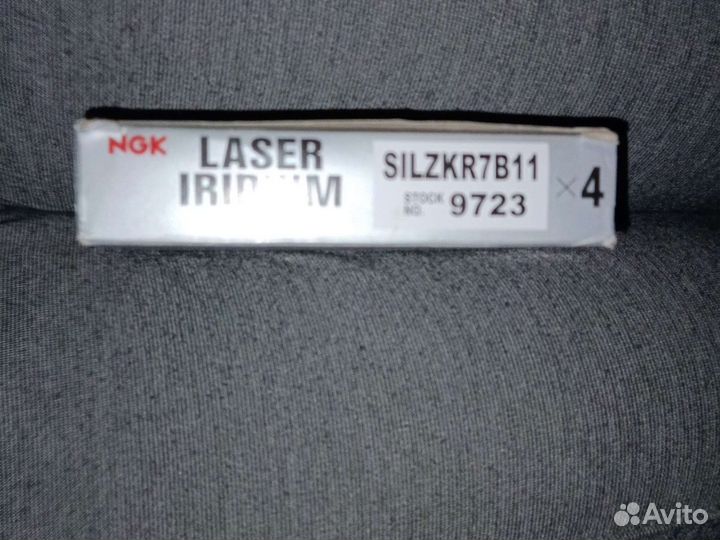 NGK
LASER
IRIDIUM
SILZKR7B11
STOCK
NO. 9723
×4
Avito